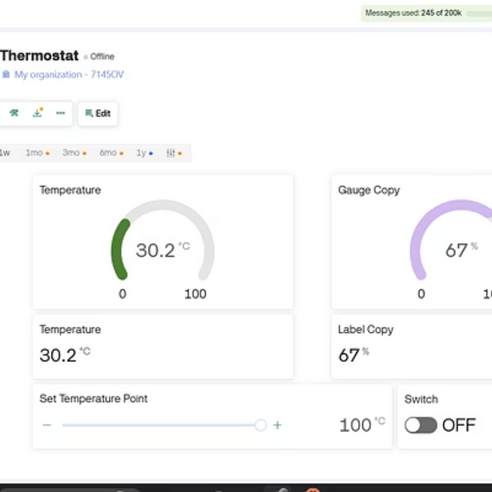 Messages used: 245 of 200k
Thermostat Offline
My organization - 7145OV
Edit
1w 1mo 3mo 6mo 1y
Temperature
30.2 °C
0 100
Gauge Copy
67 %
0
Temperature
30.2 °C
Label Copy
67 %
Set Temperature Point
− + 100 °C
Switch
OFF